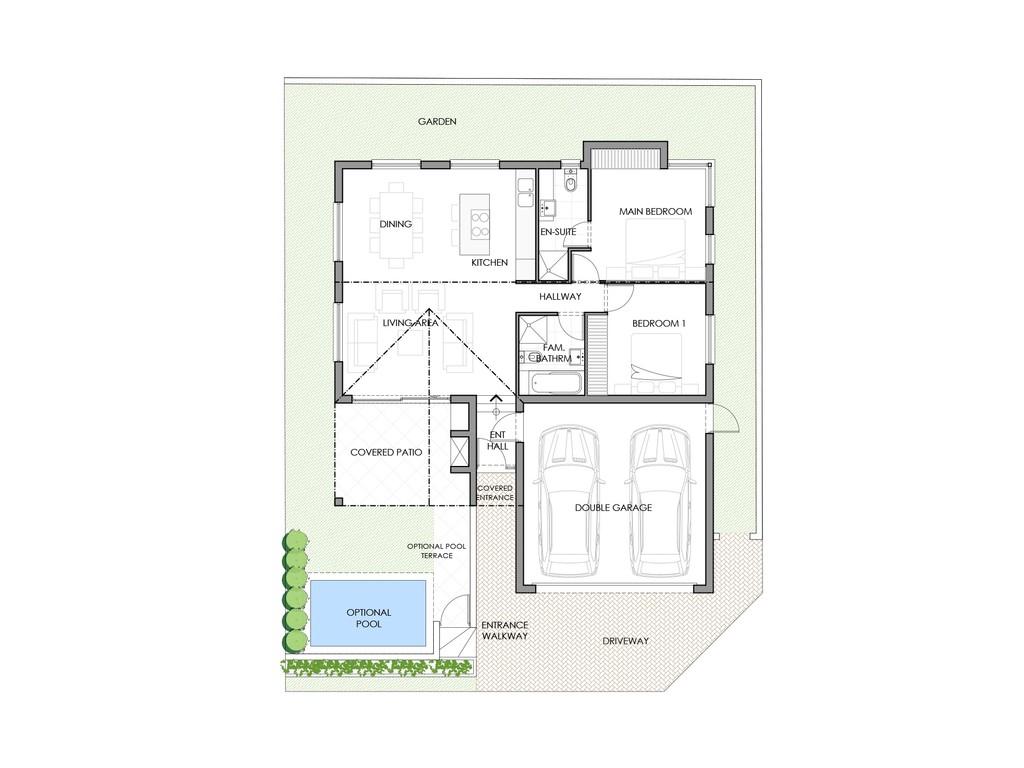 GARDEN
MAIN BEDROOM
DINING
EN-SUITE
KITCHEN
HALLWAY
LIVING AREA
BEDROOM 1
FAM.
BATHRM
ENT
HALL
COVERED PATIO
COVERED
ENTRANCE
DOUBLE GARAGE
OPTIONAL POOL
TERRACE
OPTIONAL
POOL
ENTRANCE
WALKWAY
DRIVEWAY